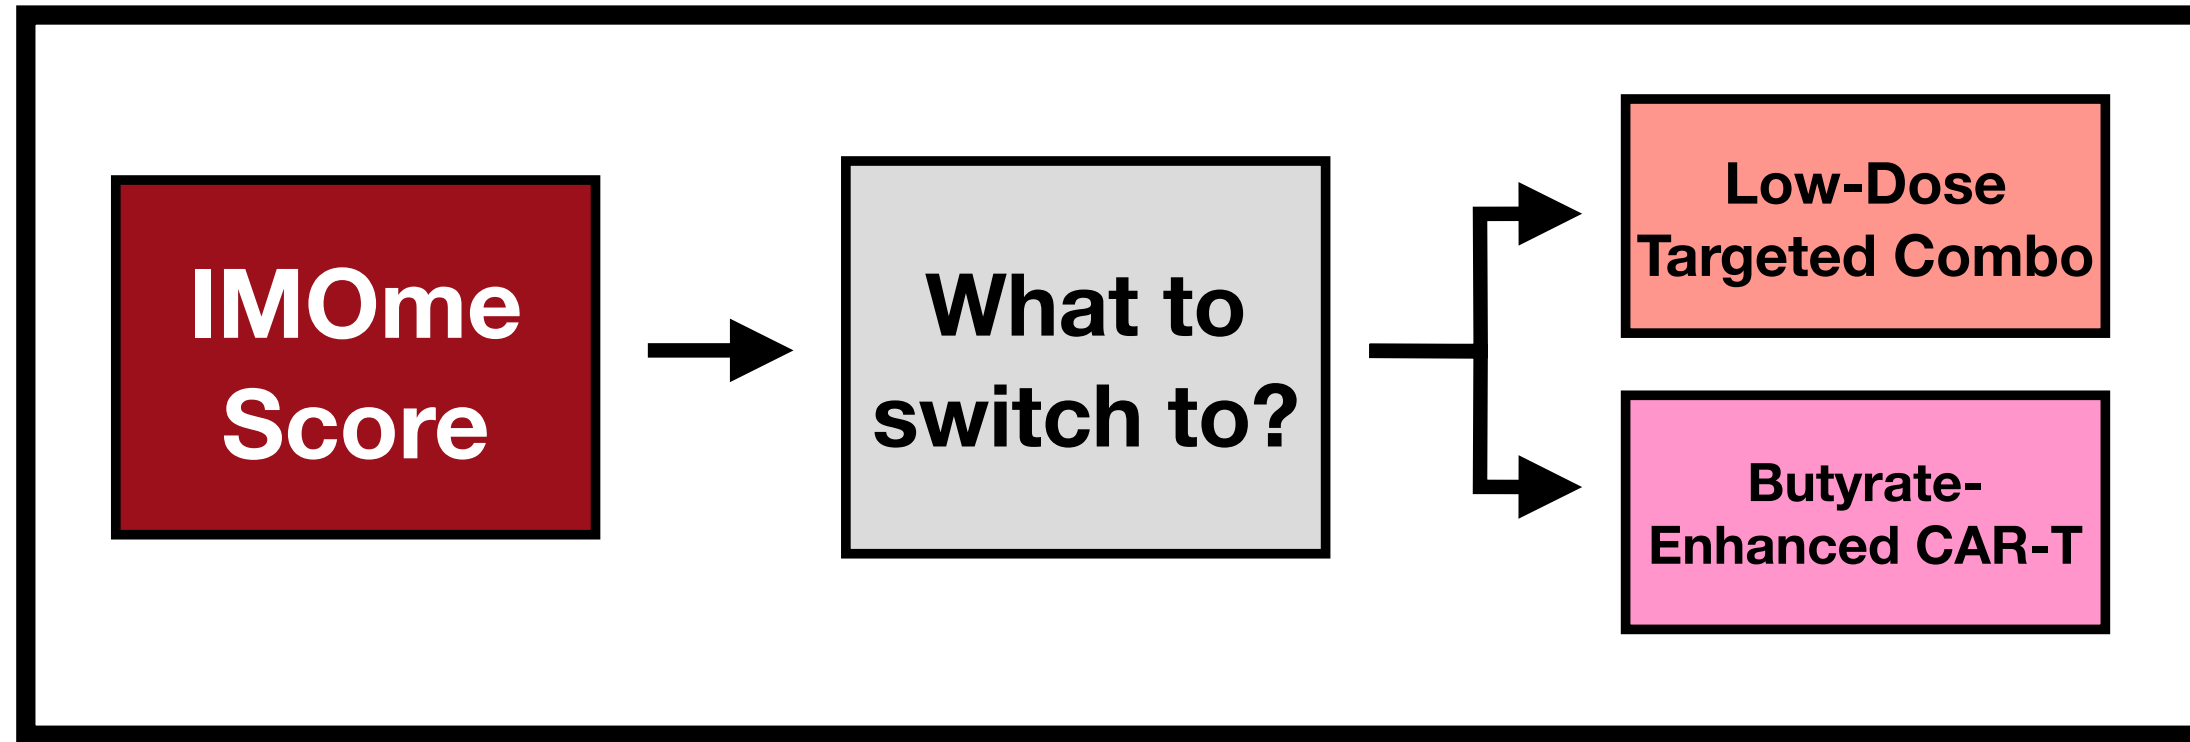 IMOme
Score
What to
switch to?
Low-Dose
Targeted Combo
Butyrate-
Enhanced CAR-T